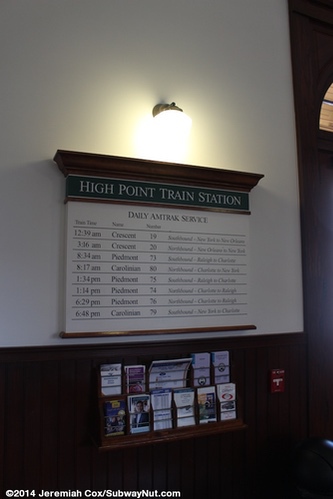 HIGH POINT TRAIN STATION
DAILY AMTRAK SERVICE
Train Time Name Number
12:39 am Crescent 19 Southbound - New York to New Orleans
3:16 am Crescent 20 Northbound - New Orleans to New York
8:34 am Piedmont 73 Southbound - Raleigh to Charlotte
8:17 am Carolinian 80 Northbound - Charlotte to New York
1:34 pm Piedmont 75 Southbound - Raleigh to Charlotte
1:14 pm Piedmont 74 Northbound - Charlotte to Raleigh
6:29 pm Piedmont 76 Northbound - Charlotte to Raleigh
6:48 pm Carolinian 79 Southbound - New York to Charlotte
©2014 Jeremiah Cox/SubwayNut.com